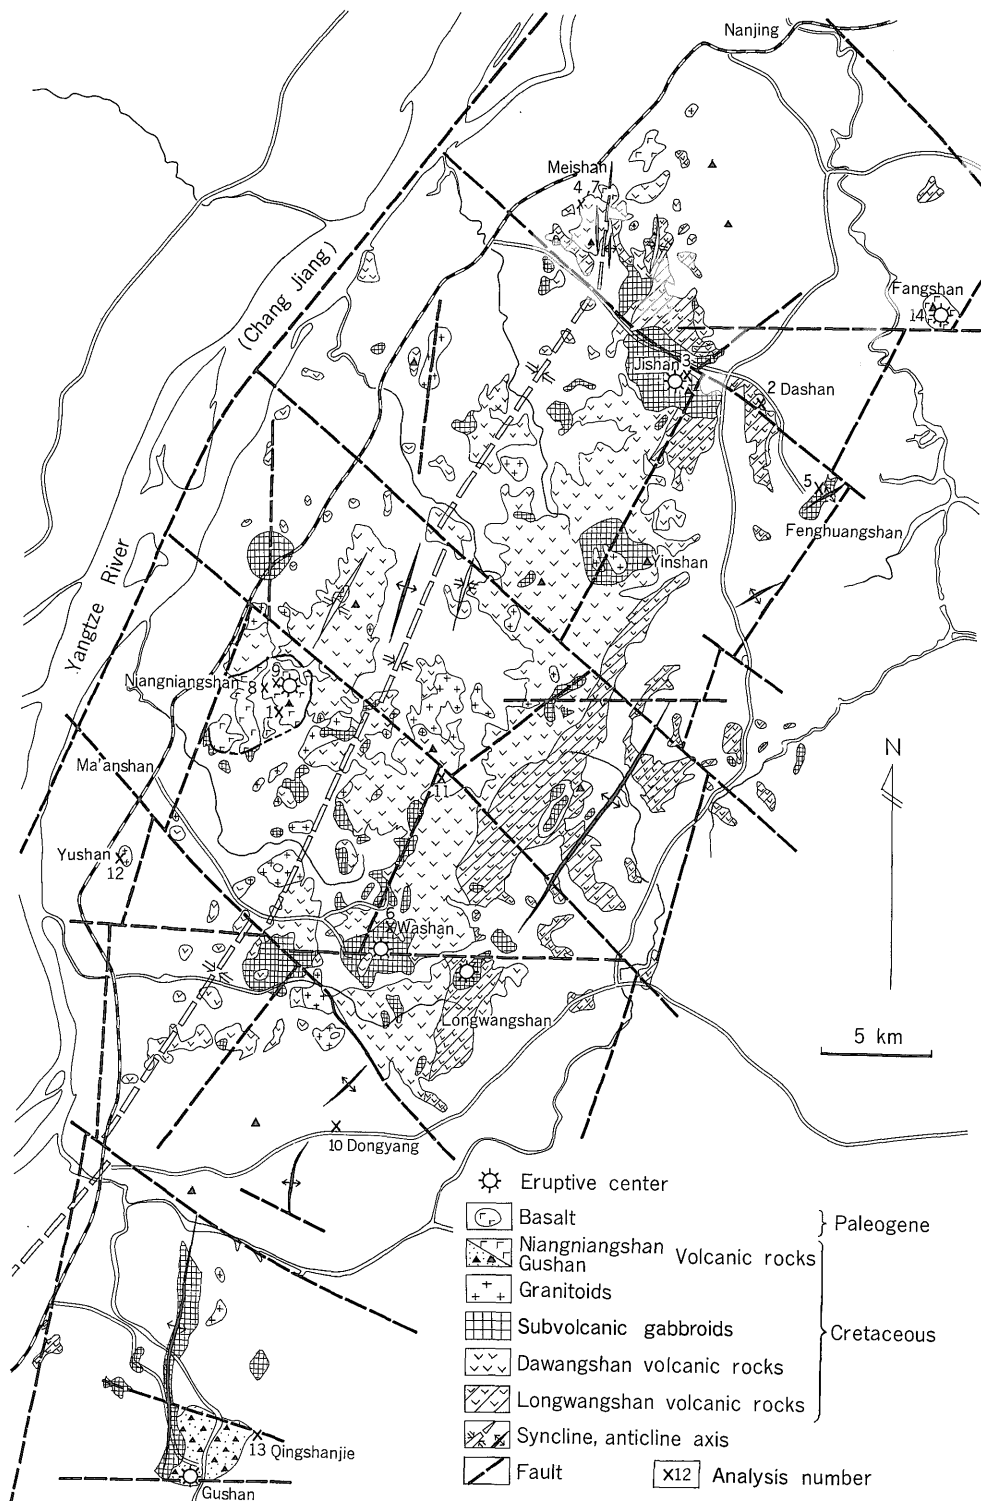 Nanjing
Meishan
4 7
(Chang Jiang)
Fangshan
14
Jishan 3
2 Dashan
5
Fenghuangshan
Yinshan
Yangtze River
Niangniangshan
9
8
1
Ma'anshan
11
N
Yushan
12
6
Washan
Longwangshan
5 km
10 Dongyang
Eruptive center
Basalt
Paleogene
Niangniangshan
Gushan
Volcanic rocks
Granitoids
Subvolcanic gabbroids
Cretaceous
Dawangshan volcanic rocks
Longwangshan volcanic rocks
Syncline, anticline axis
13 Qingshanjie
Fault
x12 Analysis number
Gushan